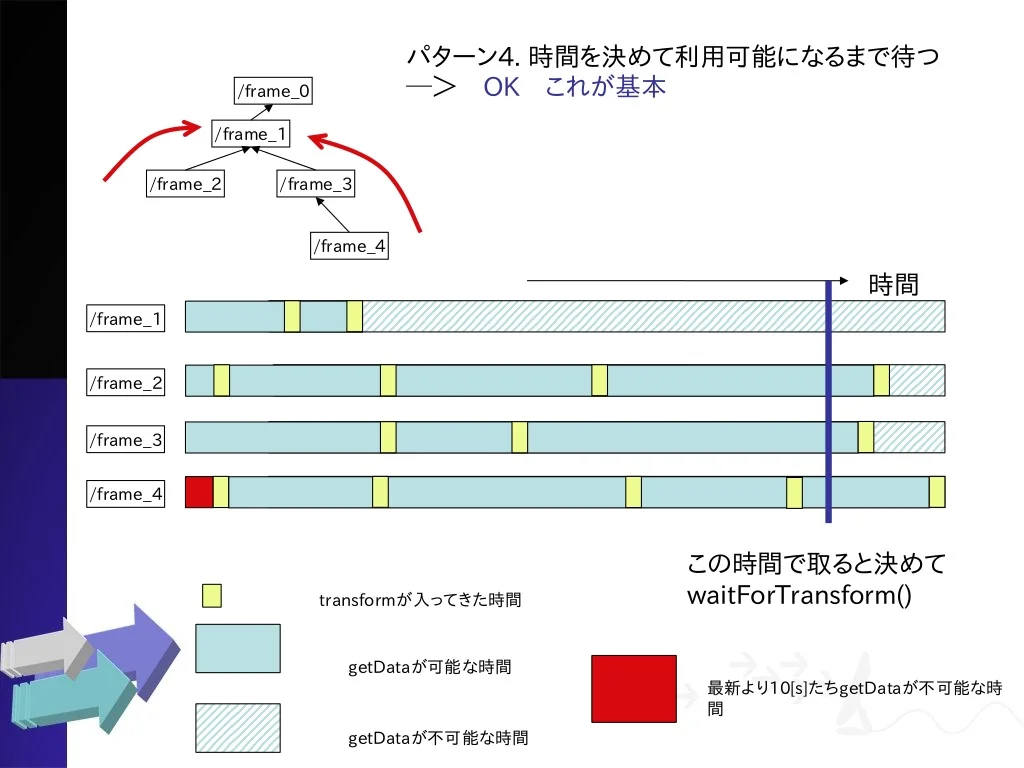 パターン4. 時間を決めて利用可能になるまで待つ
―＞　OK　これが基本
/frame_0
/frame_1
/frame_2
/frame_3
/frame_4
時間
/frame_1
/frame_2
/frame_3
/frame_4
この時間で取ると決めて
waitForTransform()
transformが入ってきた時間
getDataが可能な時間
getDataが不可能な時間
最新より10[s]たちgetDataが不可能な時
間